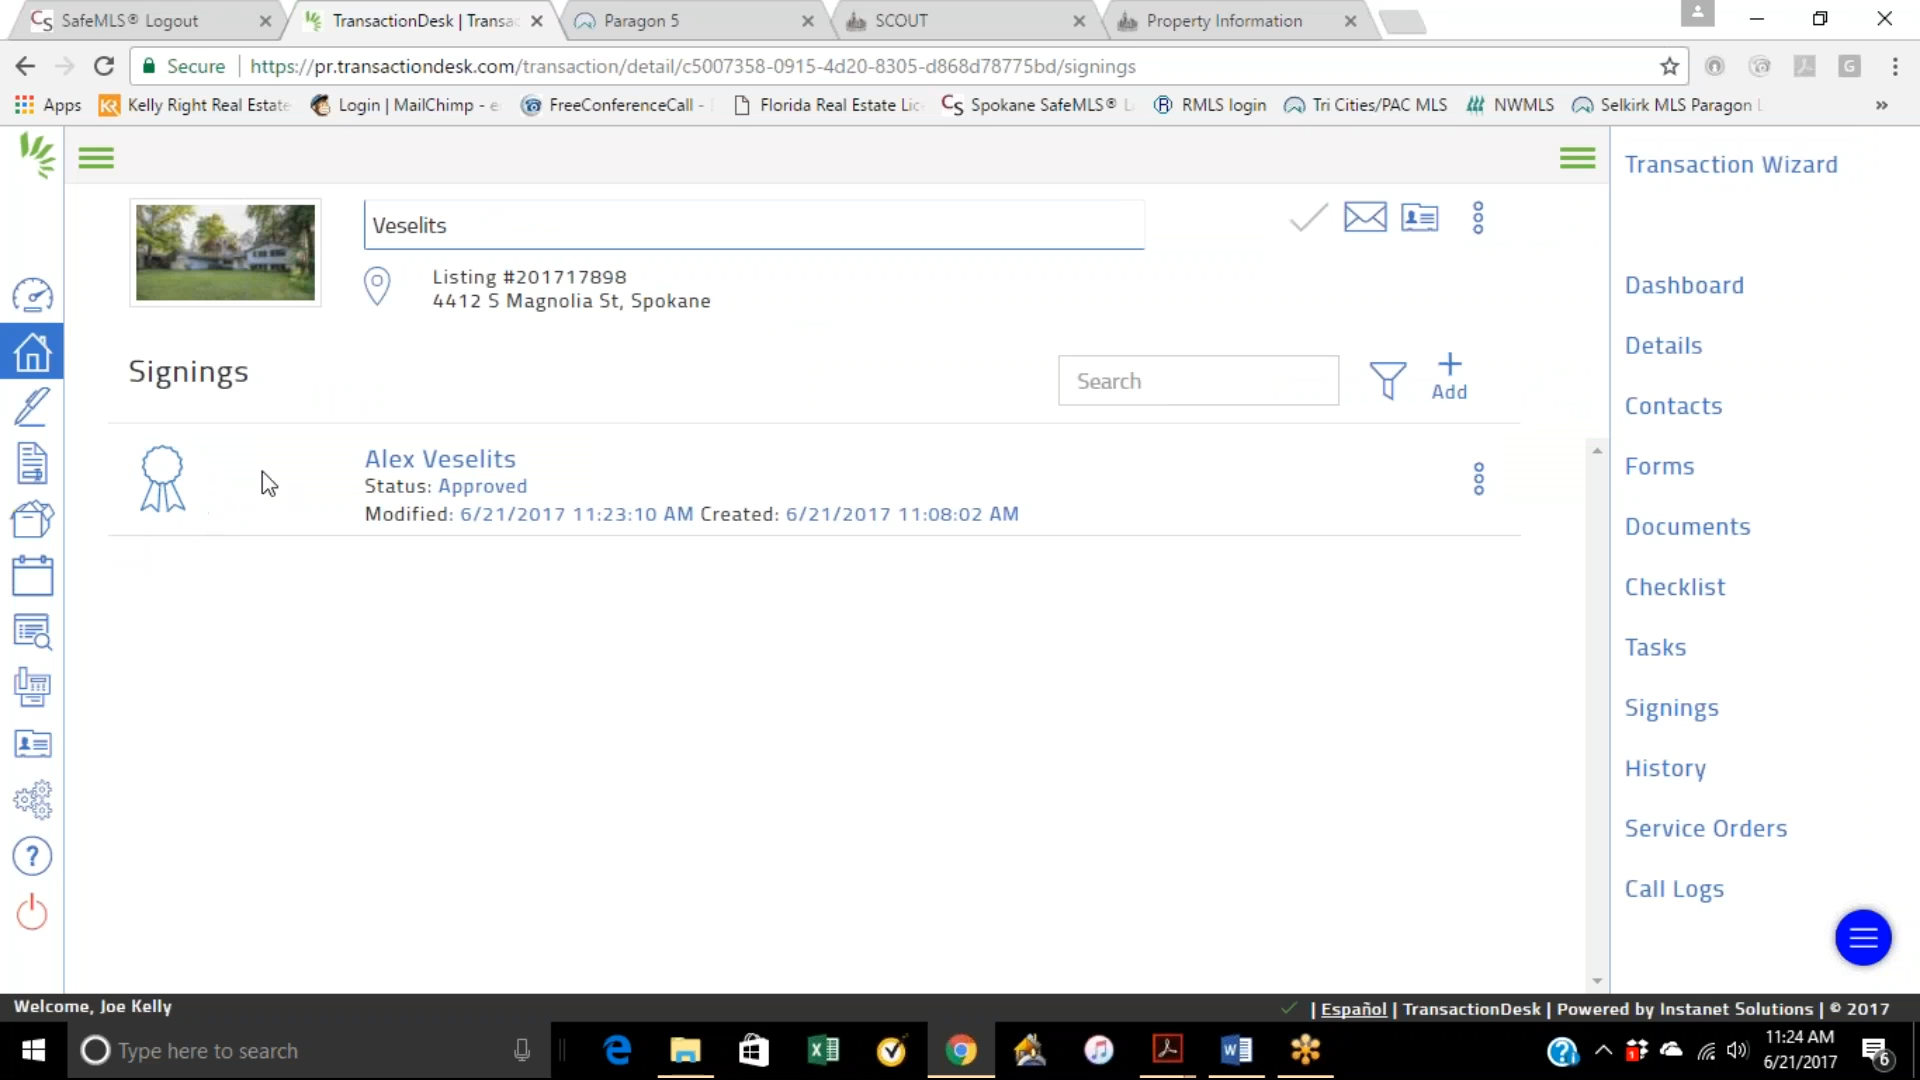 SafeMLS® Logout
TransactionDesk | Transac
Paragon 5
SCOUT
Property Information
Secure
https://pr.transactiondesk.com/transaction/detail/c5007358-0915-4d20-8305-d868d78775bd/signings
Apps
Kelly Right Real Estate
Login | MailChimp - e
FreeConferenceCall -
Florida Real Estate Lic
Spokane SafeMLS® L
RMLS login
Tri Cities/PAC MLS
NWMLS
Selkirk MLS Paragon
»
Transaction Wizard
Veselits
Listing #201717898
4412 S Magnolia St, Spokane
Signings
Search
Add
Alex Veselits
Status: Approved
Modified: 6/21/2017 11:23:10 AM Created: 6/21/2017 11:08:02 AM
Dashboard
Details
Contacts
Forms
Documents
Checklist
Tasks
Signings
History
Service Orders
Call Logs
Welcome, Joe Kelly
| Español | TransactionDesk | Powered by Instanet Solutions | © 2017
Type here to search
11:24 AM
6/21/2017
6